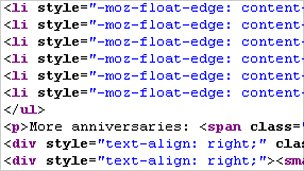 <li style="-moz-float-edge: content-
<li style="-moz-float-edge: content-
<li style="-moz-float-edge: content-
<li style="-moz-float-edge: content-
<li style="-moz-float-edge: content-
<li style="-moz-float-edge: content-
</ul>
<p>More anniversaries: <span class="
<div style="text-align: right;" clas
<div style="text-align: right;"><sma